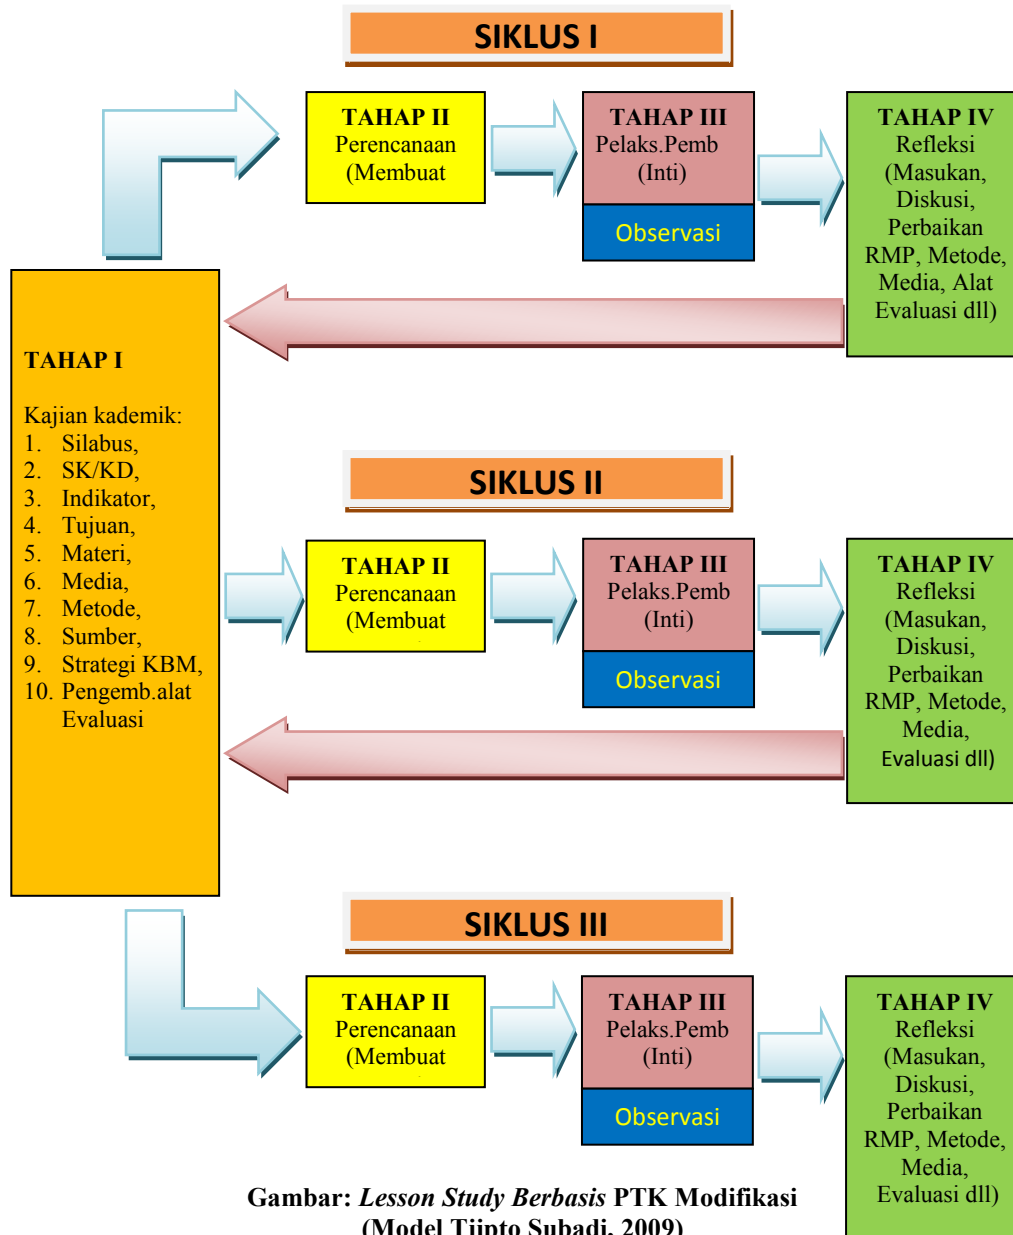 SIKLUS I
TAHAP II
Perencanaan
(Membuat
TAHAP III
Pelaks.Pemb
(Inti)
Observasi
TAHAP IV
Refleksi
(Masukan,
Diskusi,
Perbaikan
RMP, Metode,
Media, Alat
Evaluasi dll)
TAHAP I
Kajian kademik:
1. Silabus,
2. SK/KD,
3. Indikator,
4. Tujuan,
5. Materi,
6. Media,
7. Metode,
8. Sumber,
9. Strategi KBM,
10. Pengemb.alat
Evaluasi
SIKLUS II
TAHAP II
Perencanaan
(Membuat
TAHAP III
Pelaks.Pemb
(Inti)
Observasi
TAHAP IV
Refleksi
(Masukan,
Diskusi,
Perbaikan
RMP, Metode,
Media,
Evaluasi dll)
SIKLUS III
TAHAP II
Perencanaan
(Membuat
TAHAP III
Pelaks.Pemb
(Inti)
Observasi
TAHAP IV
Refleksi
(Masukan,
Diskusi,
Perbaikan
RMP, Metode,
Media,
Evaluasi dll)
Gambar: Lesson Study Berbasis PTK Modifikasi
(Model Tjipto Subadi, 2009)